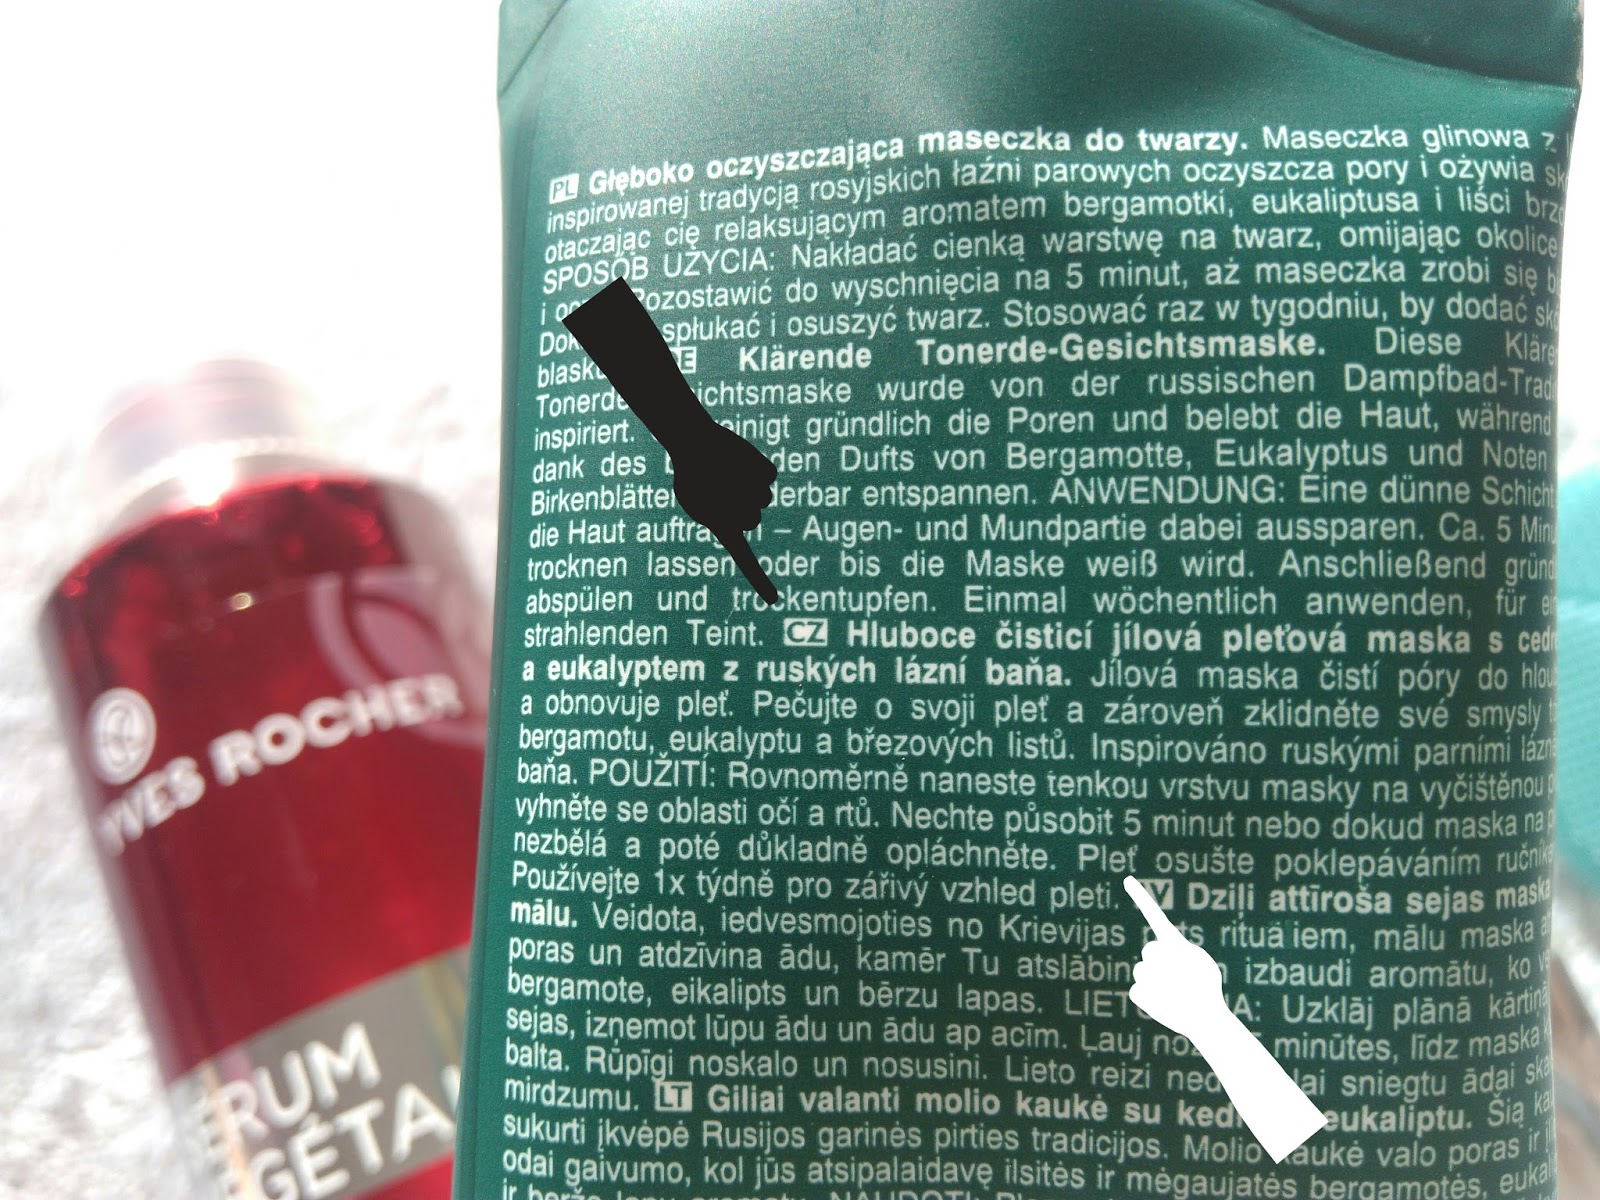 PL Głęboko oczyszczająca maseczka do twarzy. Maseczka glinowa z
inspirowanej tradycją rosyjskich łaźni parowych oczyszcza pory i ożywia
otaczając cię relaksującym aromatem bergamotki, eukaliptusa i liści
SPOSÓB UŻYCIA: Nakładać cienką warstwę na twarz, omijając okolice
i Pozostawić do wyschnięcia na 5 minut, aż maseczka zrobi się
spłukać i osuszyć twarz. Stosować raz w tygodniu, by dodać
Klärende Tonerde-Gesichtsmaske. Diese
wurde von der russischen
inspiriert. gründlich die Poren und belebt die Haut, während
dank des Dufts von Bergamotte, Eukalyptus und Noten
entspannen. ANWENDUNG: Eine dünne Schicht
die Haut – Augen- und Mundpartie dabei aussparen. Ca. 5
trocknen lassen oder bis die Maske weiß wird. Anschließend
abspülen und trockentupfen. Einmal wöchentlich anwenden, für
strahlenden Teint. CZ Hluboce čisticí jílová pleťová maska s
a eukalyptem z ruských lázní baňa. Jílová maska čistí póry do
a obnovuje pleť. Pečujte o svoji pleť a zároveň zklidněte své smysly
bergamotu, eukalyptu a březových listů. Inspirováno ruskými parními
baňa. POUŽITÍ: Rovnoměrně naneste tenkou vrstvu masky na vyčištěnou
vyhněte se oblasti očí a rtů. Nechte působit 5 minut nebo dokud maska na
nezbělá a poté důkladně opláchněte. Pleť osušte poklepáváním
Používejte 1x týdně pro zářivý vzhled pleti. Dziļi attīroša sejas maska
mālu. Veidota, iedvesmojoties no Krievijas mālu maska
poras un atdzīvina ādu, kamēr Tu izbaudi aromātu, ko
bergamote, eikalipts un bērzu lapas. Uzklāj plānā
sejas, izņemot lūpu ādu un ādu ap acīm. Ļauj minūtes, līdz maska
balta. Rūpīgi noskalo un nosusini. Lieto reizi sniegtu ādai
mirdzumu. LT Giliai valanti molio kaukė su eukaliptu. Šią
sukurti įkvėpė Rusijos garinės pirties tradicijos. Molio kaukė valo poras ir
odai gaivumo, kol jūs atsipalaidavę ilsitės ir mėgaujatės bergamotės,
YVES ROCHER